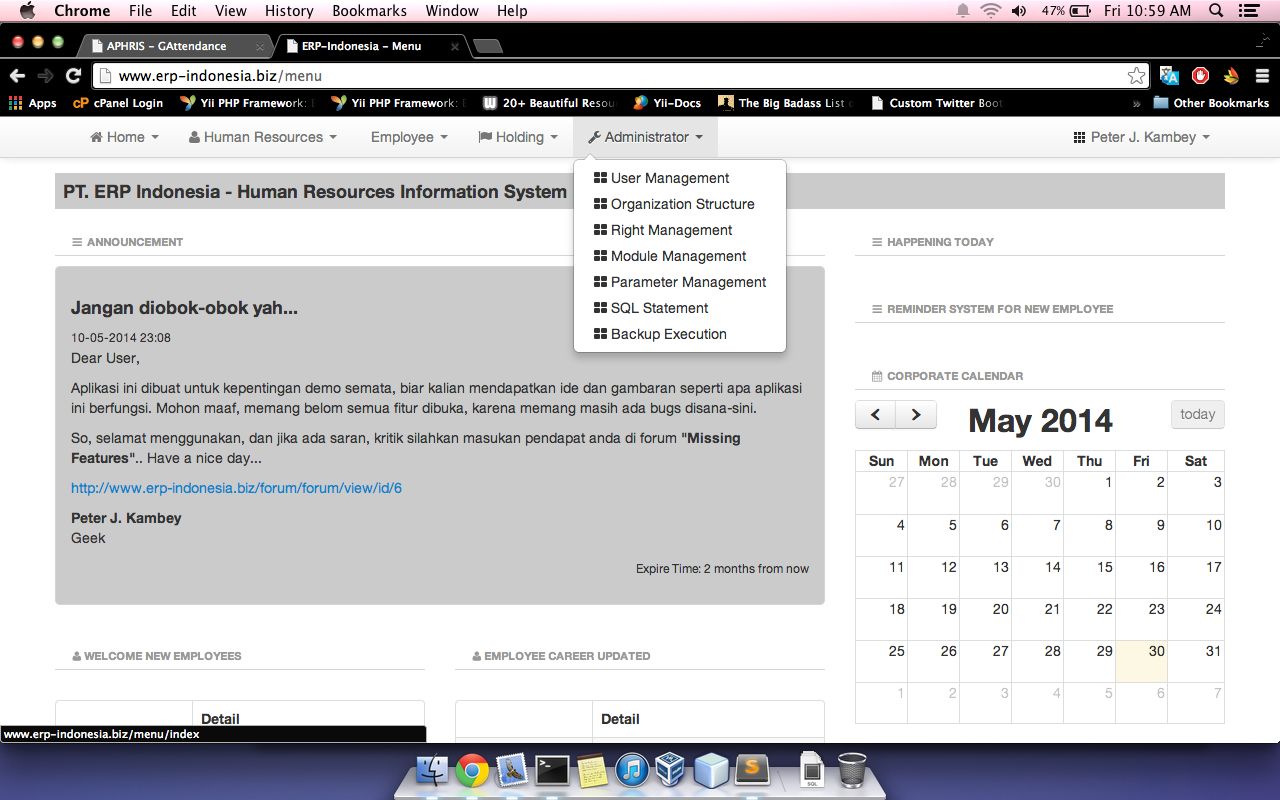 Chrome File Edit View History Bookmarks Window Help 47% Fri 10:59 AM
APHRIS – GAttendance ERP-Indonesia – Menu
www.erp-indonesia.biz/menu
Apps cP cPanel Login Yii PHP Framework: Yii PHP Framework: 20+ Beautiful Resou Yii-Docs The Big Badass List o Custom Twitter Boot » Other Bookmarks
Home Human Resources Employee Holding Administrator Peter J. Kambey
User Management
Organization Structure
Right Management
Module Management
Parameter Management
SQL Statement
Backup Execution
PT. ERP Indonesia - Human Resources Information System
ANNOUNCEMENT
Jangan diobok-obok yah...
10-05-2014 23:08
Dear User,
Aplikasi ini dibuat untuk kepentingan demo semata, biar kalian mendapatkan ide dan gambaran seperti apa aplikasi
ini berfungsi. Mohon maaf, memang belom semua fitur dibuka, karena memang masih ada bugs disana-sini.
So, selamat menggunakan, dan jika ada saran, kritik silahkan masukan pendapat anda di forum "Missing
Features".. Have a nice day...
http://www.erp-indonesia.biz/forum/forum/view/id/6
Peter J. Kambey
Geek
Expire Time: 2 months from now
HAPPENING TODAY
REMINDER SYSTEM FOR NEW EMPLOYEE
CORPORATE CALENDAR
May 2014 today
Sun Mon Tue Wed Thu Fri Sat
27 28 29 30 1 2 3
4 5 6 7 8 9 10
11 12 13 14 15 16 17
18 19 20 21 22 23 24
25 26 27 28 29 30 31
1 2 3 4 5 6 7
WELCOME NEW EMPLOYEES EMPLOYEE CAREER UPDATED
Detail Detail
www.erp-indonesia.biz/menu/index
SQL